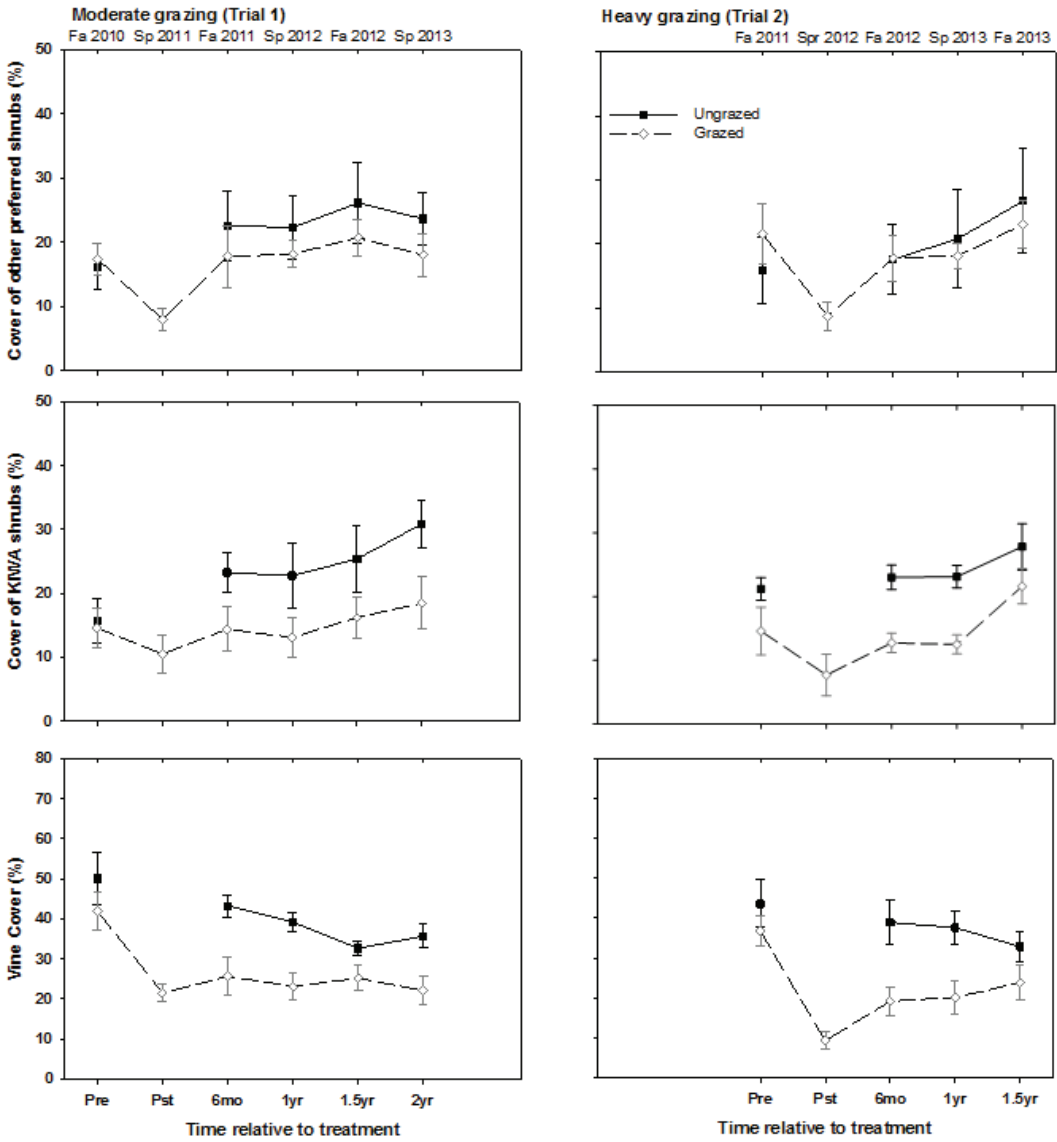 Moderate grazing (Trial 1)
Fa 2010 Sp 2011 Fa 2011 Sp 2012 Fa 2012 Sp 2013
Cover of other preferred shrubs (%)
50
40
30
20
10
0
Heavy grazing (Trial 2)
Fa 2011 Spr 2012 Fa 2012 Sp 2013 Fa 2013
Ungrazed
Grazed
Cover of KIWA shrubs (%)
50
40
30
20
10
0
Vine Cover (%)
80
70
60
50
40
30
20
10
0
Pre Pst 6mo 1yr 1.5yr 2yr
Time relative to treatment
Pre Pst 6mo 1yr 1.5yr
Time relative to treatment